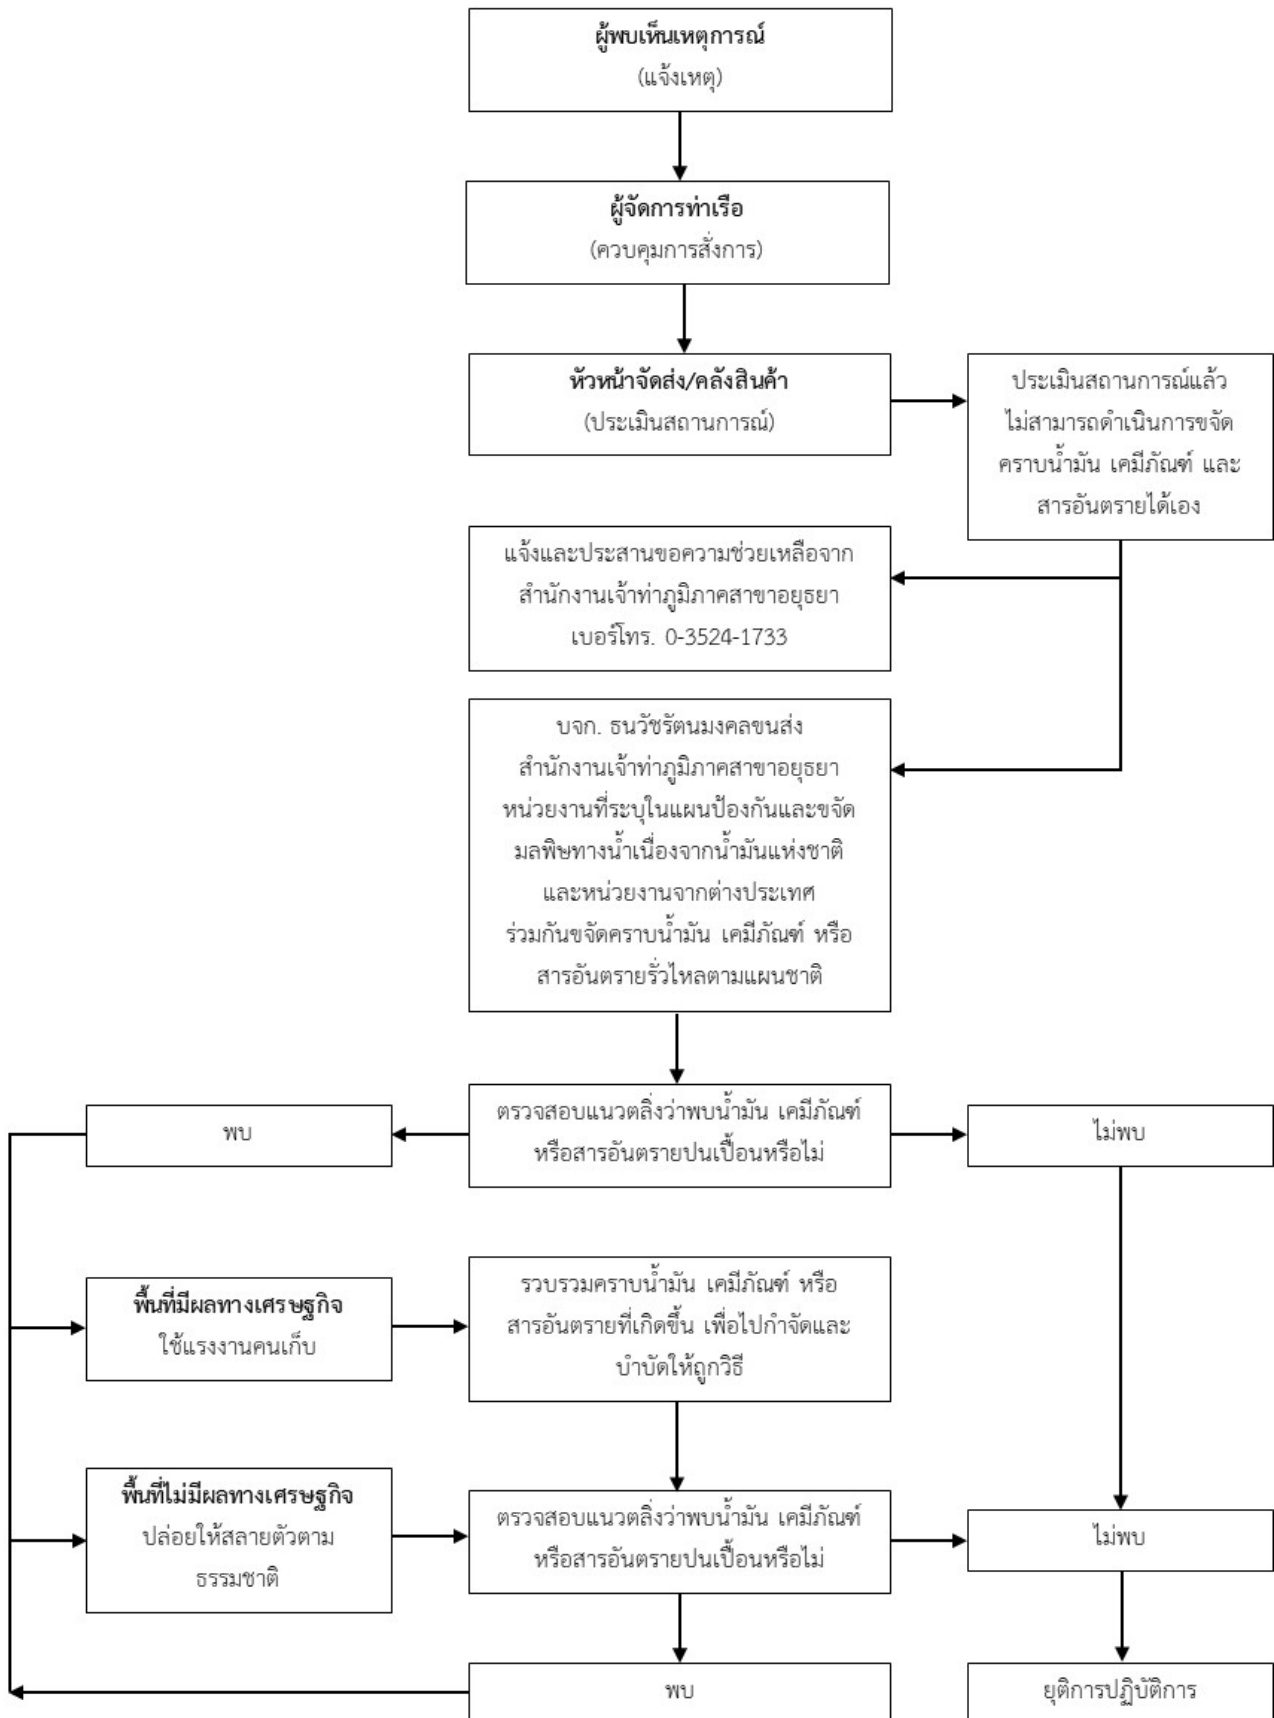 ผู้พบเห็นเหตุการณ์
(แจ้งเหตุ)
ผู้จัดการท่าเรือ
(ควบคุมการสั่งการ)
หัวหน้าจัดส่ง/คลังสินค้า
(ประเมินสถานการณ์)
ประเมินสถานการณ์แล้ว
ไม่สามารถดำเนินการขจัด
คราบน้ำมัน เคมีภัณฑ์ และ
สารอันตรายได้เอง
แจ้งและประสานขอความช่วยเหลือจาก
สำนักงานเจ้าท่าภูมิภาคสาขาอยุธยา
เบอร์โทร. 0-3524-1733
บจก. ธนวัชรัตนมงคลขนส่ง
สำนักงานเจ้าท่าภูมิภาคสาขาอยุธยา
หน่วยงานที่ระบุในแผนป้องกันและขจัด
มลพิษทางน้ำเนื่องจากน้ำมันแห่งชาติ
และหน่วยงานจากต่างประเทศ
ร่วมกันขจัดคราบน้ำมัน เคมีภัณฑ์ หรือ
สารอันตรายรั่วไหลตามแผนชาติ
พบ
ตรวจสอบแนวตลิ่งว่าพบน้ำมัน เคมีภัณฑ์
หรือสารอันตรายปนเปื้อนหรือไม่
ไม่พบ
พื้นที่มีผลทางเศรษฐกิจ
ใช้แรงงานคนเก็บ
รวบรวมคราบน้ำมัน เคมีภัณฑ์ หรือ
สารอันตรายที่เกิดขึ้น เพื่อไปกำจัดและ
บำบัดให้ถูกวิธี
พื้นที่ไม่มีผลทางเศรษฐกิจ
ปล่อยให้สลายตัวตาม
ธรรมชาติ
ตรวจสอบแนวตลิ่งว่าพบน้ำมัน เคมีภัณฑ์
หรือสารอันตรายปนเปื้อนหรือไม่
ไม่พบ
พบ
ยุติการปฏิบัติการ